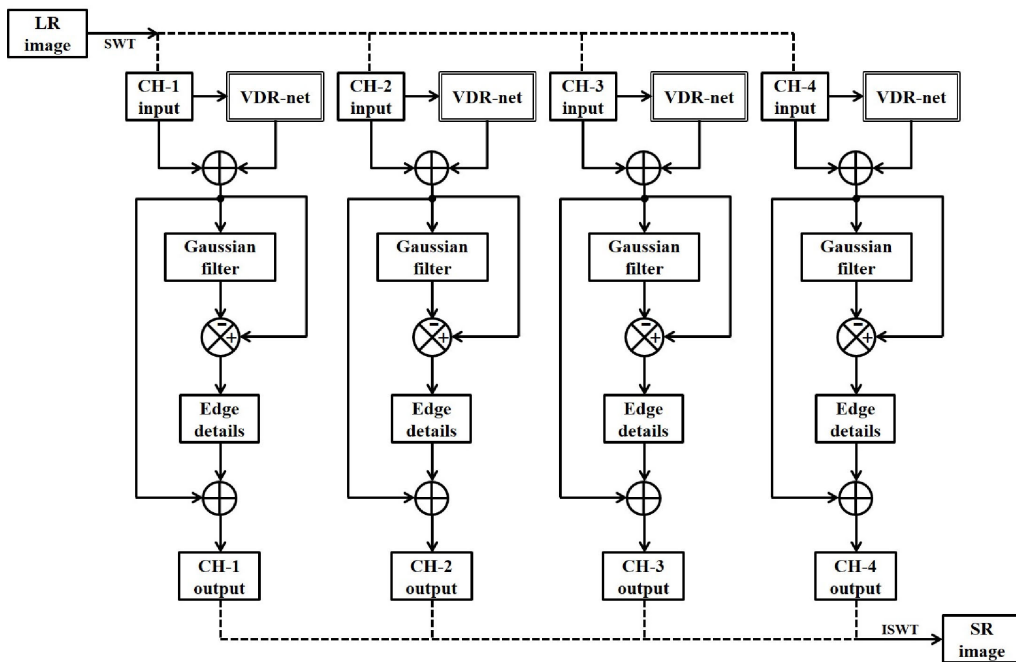 LR
image
SWT
CH-1
input
VDR-net
CH-2
input
VDR-net
CH-3
input
VDR-net
CH-4
input
VDR-net
Gaussian
filter
Gaussian
filter
Gaussian
filter
Gaussian
filter
-
+
-
+
-
+
-
+
Edge
details
Edge
details
Edge
details
Edge
details
CH-1
output
CH-2
output
CH-3
output
CH-4
output
ISWT
SR
image